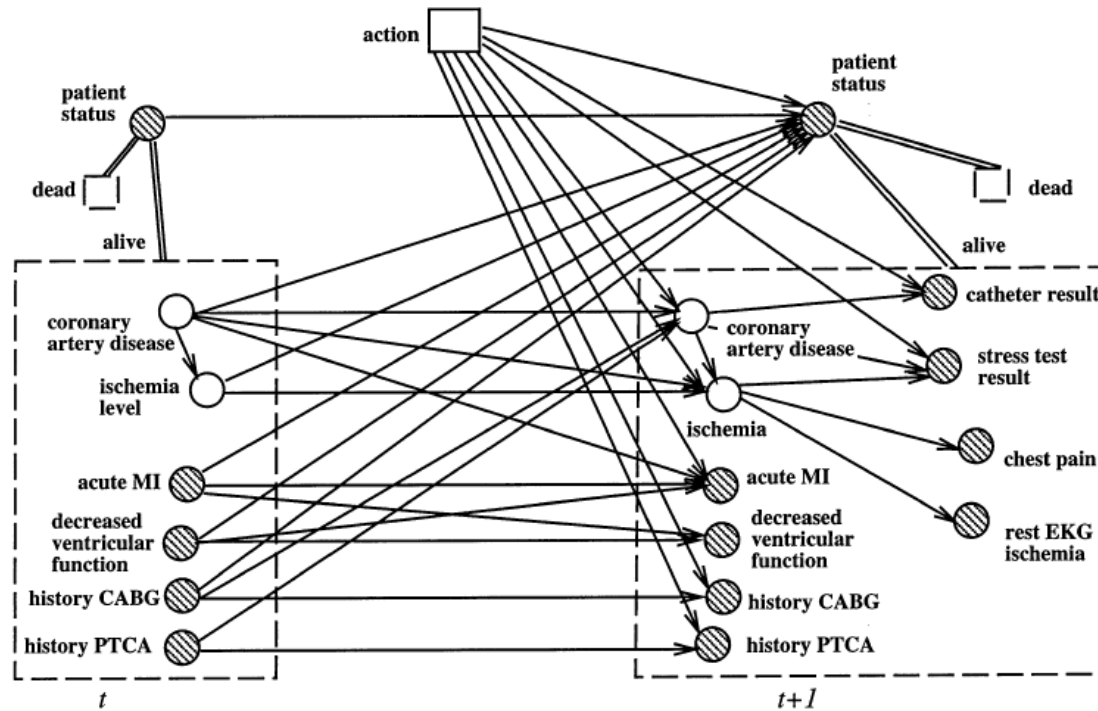 action
patient
status
patient
status
dead
dead
alive
alive
coronary
artery disease
ischemia
level
acute MI
decreased
ventricular
function
history CABG
history PTCA
catheter result
coronary
artery disease
stress test
result
ischemia
chest pain
acute MI
decreased
ventricular
function
rest EKG
ischemia
history CABG
history PTCA
t
t+1